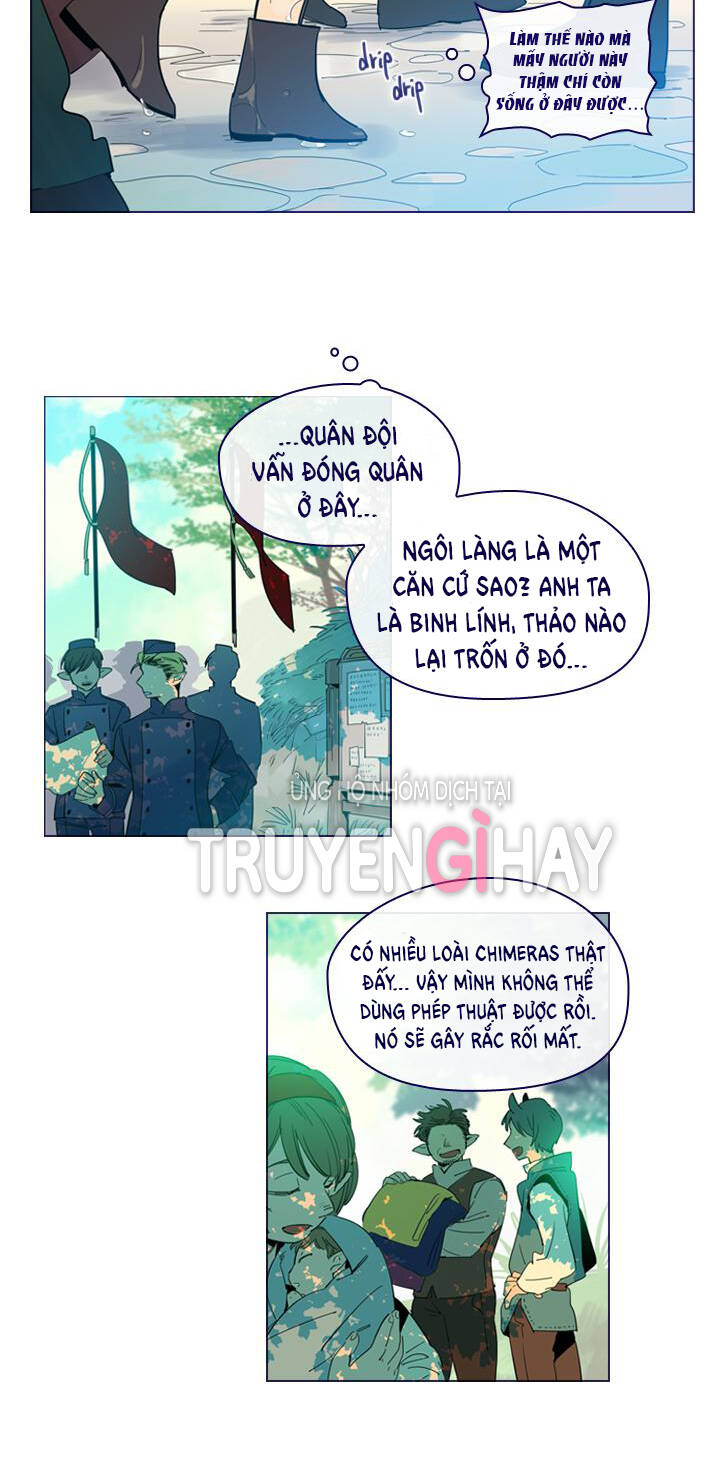 LÀM THẾ NÀO MÀ
MẤY NGƯỜI NÀY
THẬM CHÍ CÒN
SỐNG Ở ĐÂY ĐƯỢC...
drip
drip
...QUÂN ĐỘI
VẪN ĐÓNG QUÂN
Ở ĐÂY...
NGÔI LÀNG LÀ MỘT
CĂN CỨ SAO? ANH TA
LÀ BINH LÍNH, THẢO NÀO
LẠI TRỐN Ở ĐÓ...
ỦNG HỘ NHÓM DỊCH TẠI
TRUYENGÌHAY
CÓ NHIỀU LOÀI CHIMERAS THẬT
ĐẤY... VẬY MÌNH KHÔNG THỂ
DÙNG PHÉP THUẬT ĐƯỢC RỒI.
NÓ SẼ GÂY RẮC RỐI MẤT.